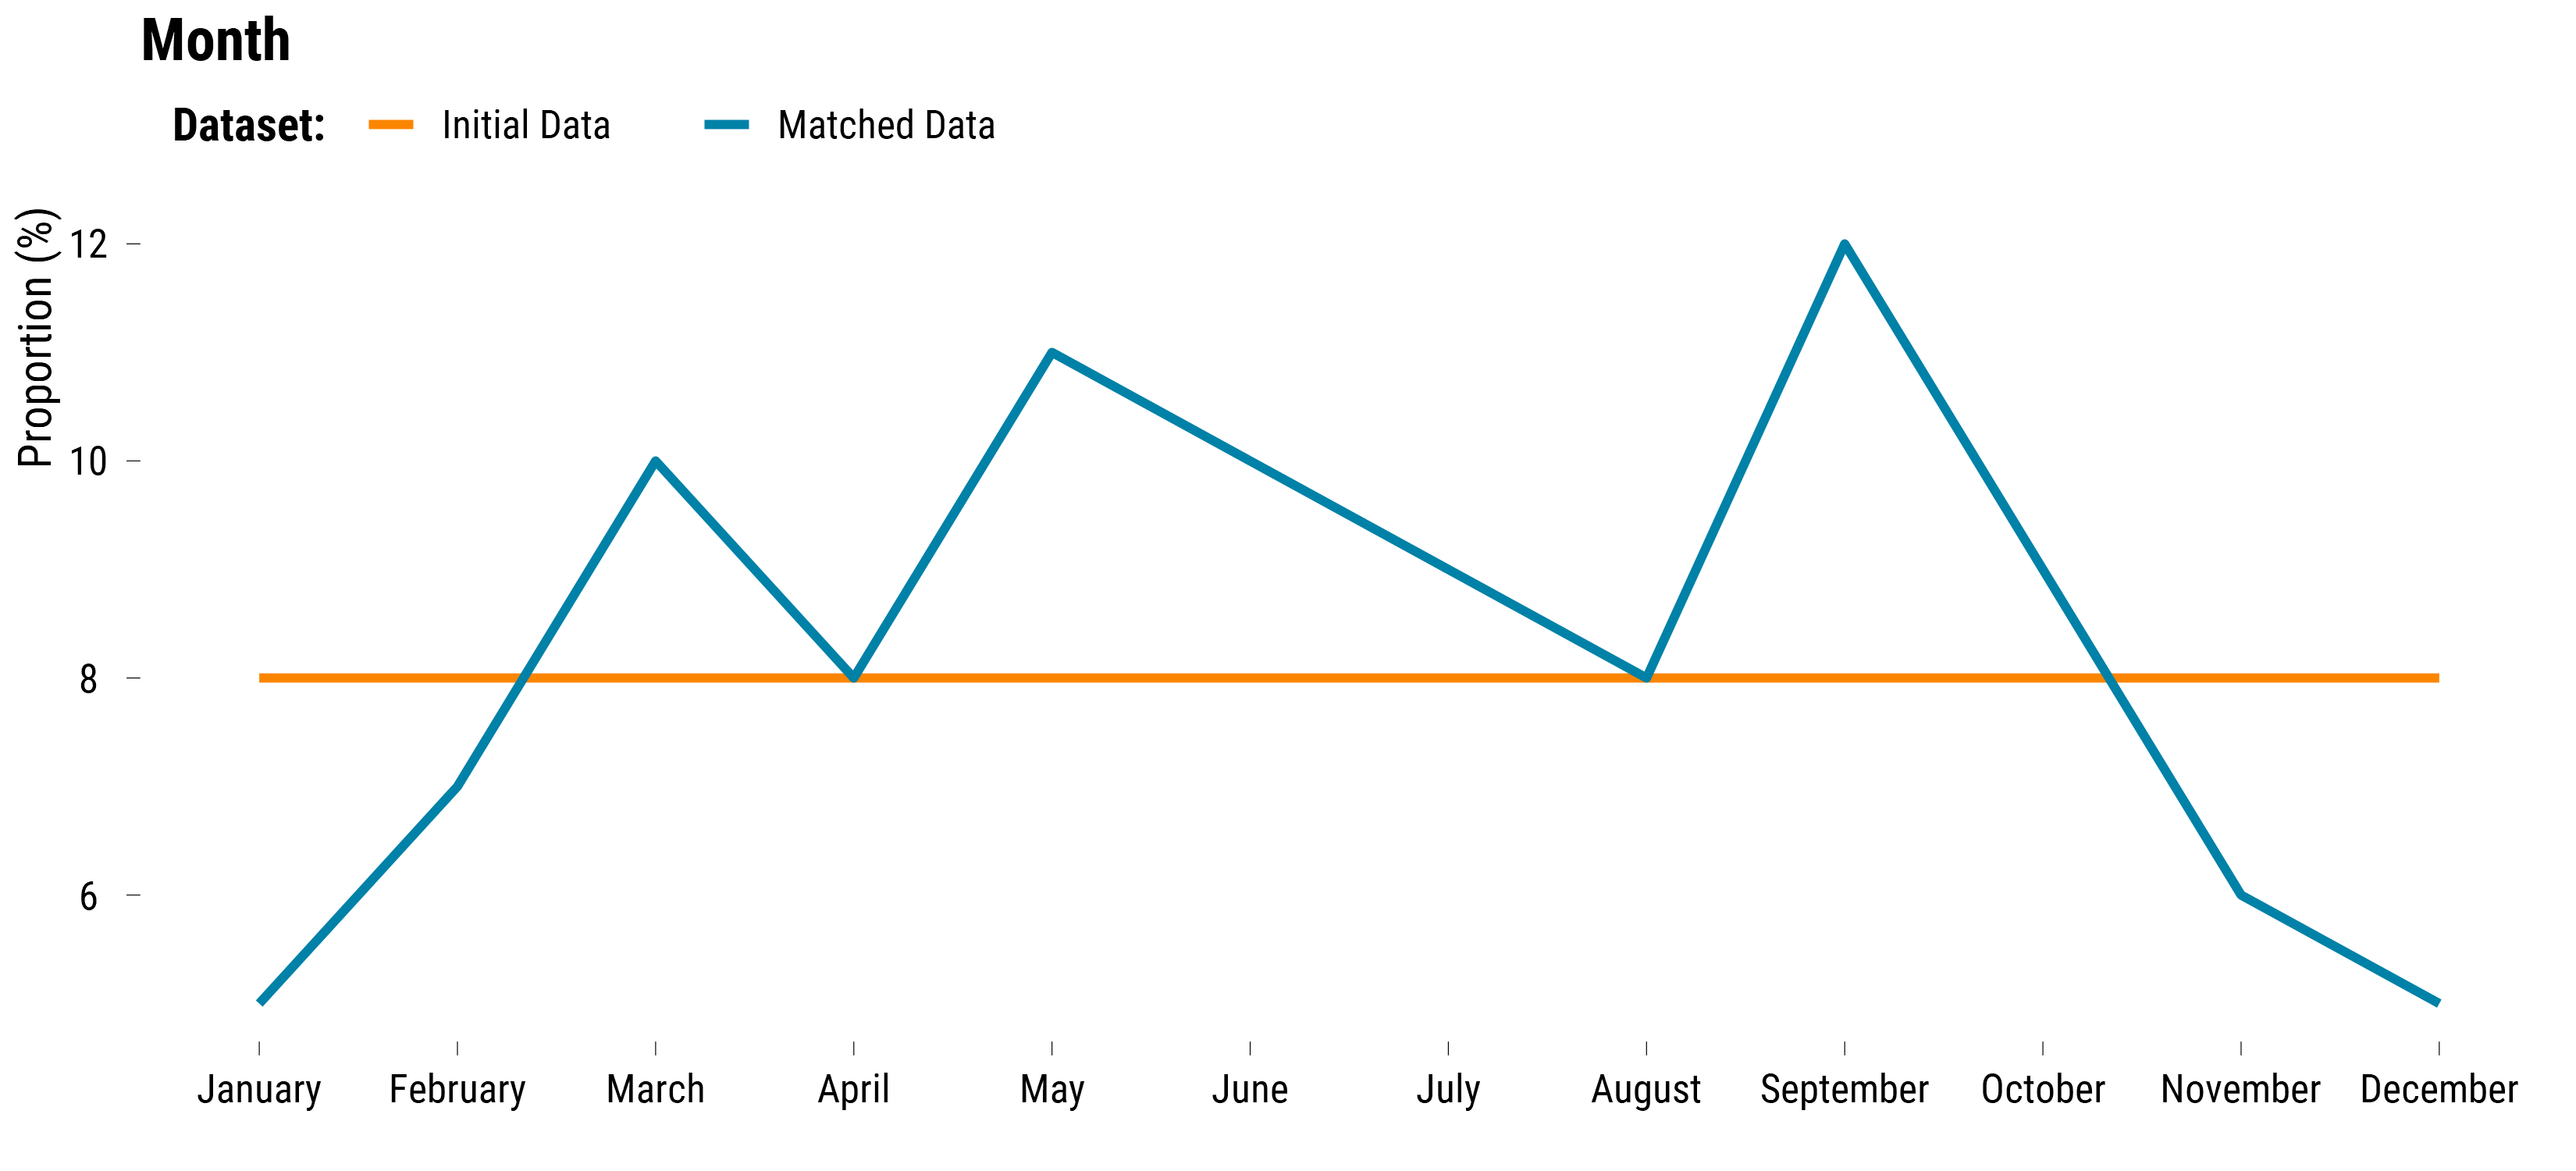 Month
Dataset: Initial Data Matched Data
Proportion (%)
12
10
8
6
January February March April May June July August September October November December